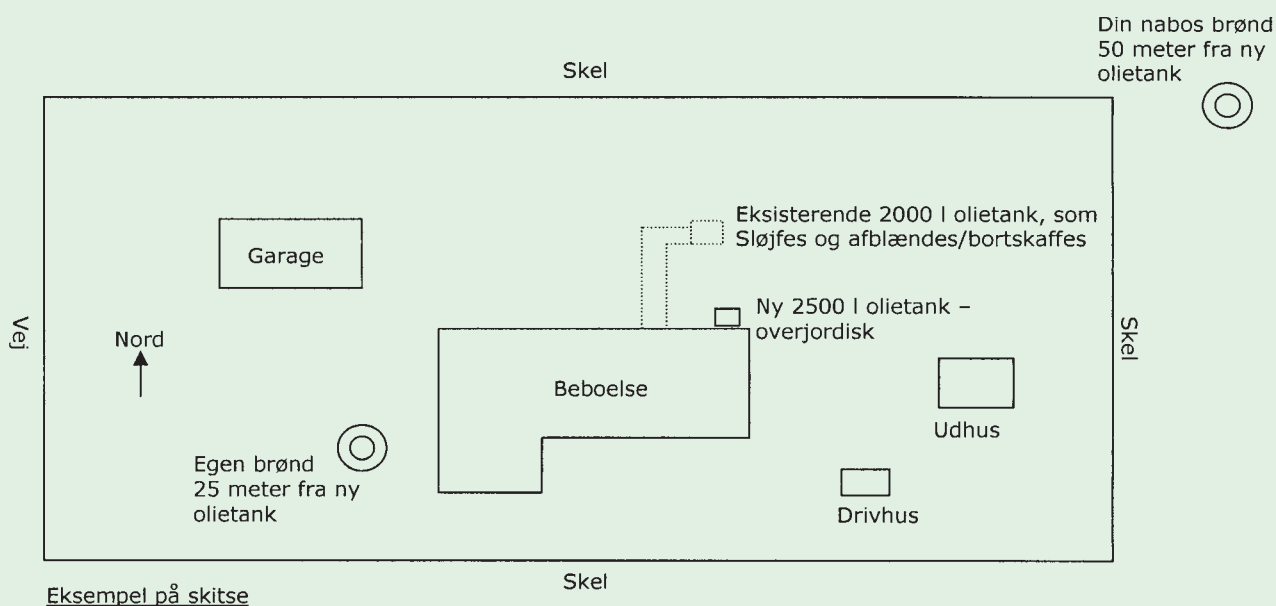 Din nabos brønd
50 meter fra ny
olietank
Skel
Eksisterende 2000 l olietank, som
Sløjfes og afblændes/bortskaffes
Garage
Ny 2500 l olietank –
overjordisk
Vej
Nord
Skel
Beboelse
Udhus
Egen brønd
25 meter fra ny
olietank
Drivhus
Skel
Eksempel på skitse